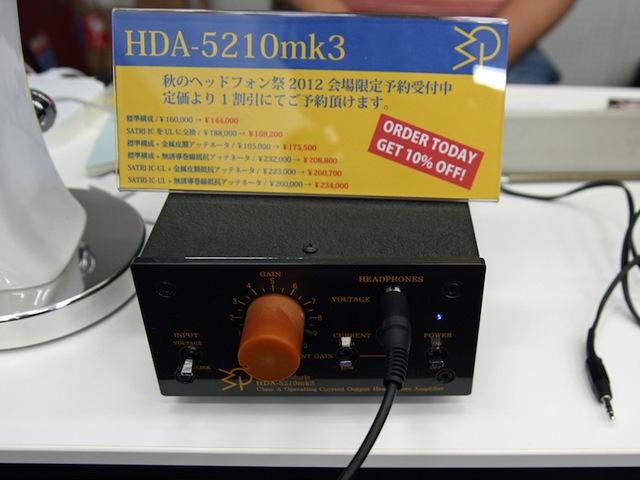 HDA-5210mk3
秋のヘッドフォン祭 2012 会場限定予約受付中
定価より1割引にてご予約頂けます。
標準構成 / ¥160,000 → ¥144,000
SATRI-IC を UL に交換 / ¥188,000 → ¥169,200
標準構成 + 金属皮膜アッテネータ / ¥195,000 → ¥175,500
標準構成 + 無誘導巻線抵抗アッテネータ / ¥232,000 → ¥208,800
SATRI-IC-UL + 金属皮膜抵抗アッテネータ / ¥223,000 → ¥200,700
SATRI-IC-UL + 無誘導巻線抵抗アッテネータ / ¥260,000 → ¥234,000
ORDER TODAY
GET 10% OFF!
GAIN
HEADPHONES
VOLTAGE
INPUT
VOLTAGE
LINK
CURRENT
POWER
GAIN
HDA-5210mk3
Class A Operating Current Output Amplifier